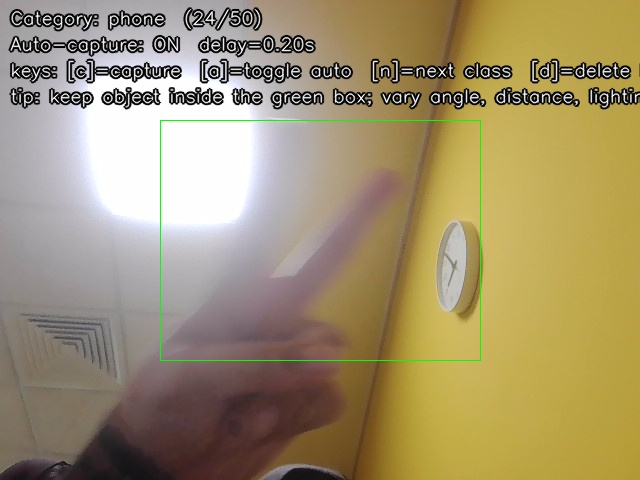 Category: phone (24/50)
Auto-capture: ON delay=0.20s
keys: [c]=capture [a]=toggle auto [n]=next class [d]=delete
tip: keep object inside the green box; vary angle, distance, lightin